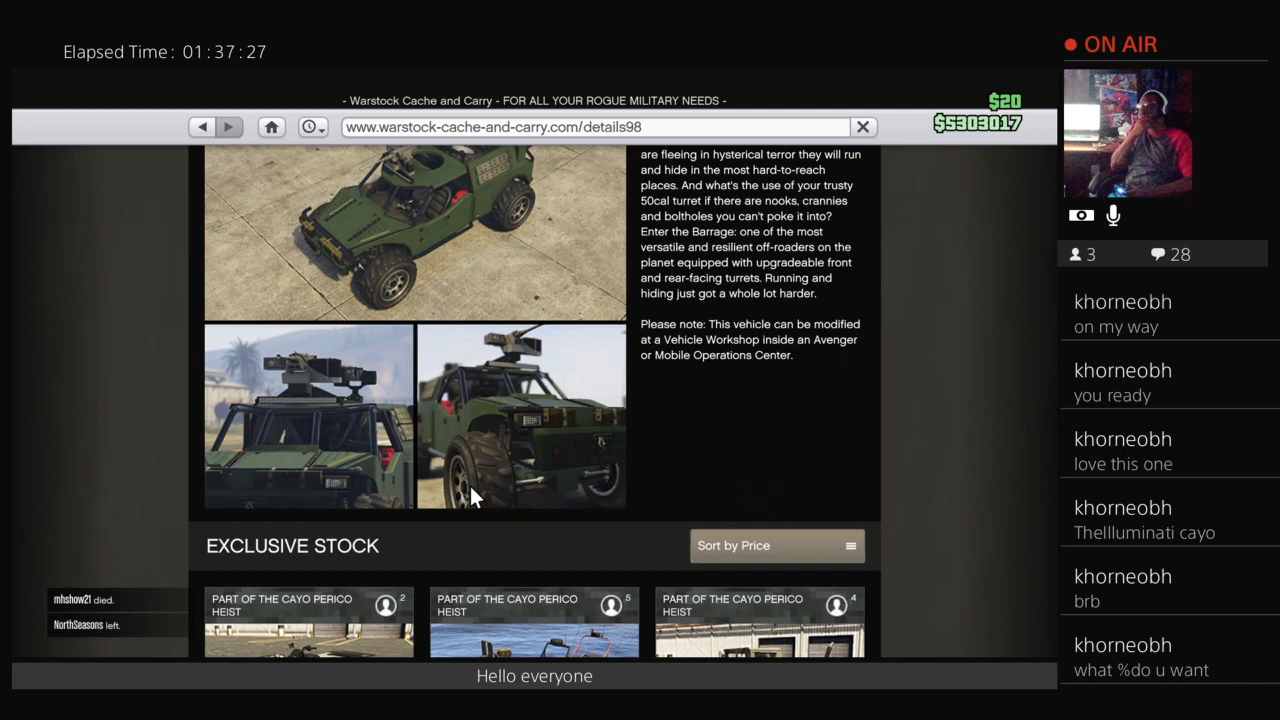 Elapsed Time: 01:37:27
ON AIR
- Warstock Cache and Carry - FOR ALL YOUR ROGUE MILITARY NEEDS -
$20
$5303017
www.warstock-cache-and-carry.com/details98
are fleeing in hysterical terror they will run
and hide in the most hard-to-reach
places. And what's the use of your trusty
50cal turret if there are nooks, crannies
and boltholes you can't poke it into?
Enter the Barrage: one of the most
versatile and resilient off-roaders on the
planet equipped with upgradeable front
and rear-facing turrets. Running and
hiding just got a whole lot harder.
Please note: This vehicle can be modified
at a Vehicle Workshop inside an Avenger
or Mobile Operations Center.
EXCLUSIVE STOCK
Sort by Price
PART OF THE CAYO PERICO
HEIST
2
PART OF THE CAYO PERICO
HEIST
5
PART OF THE CAYO PERICO
HEIST
4
mhshow21 died.
NorthSeasons left.
Hello everyone
3
28
khorneobh
on my way
khorneobh
you ready
khorneobh
love this one
khorneobh
Thellluminati cayo
khorneobh
brb
khorneobh
what %do u want